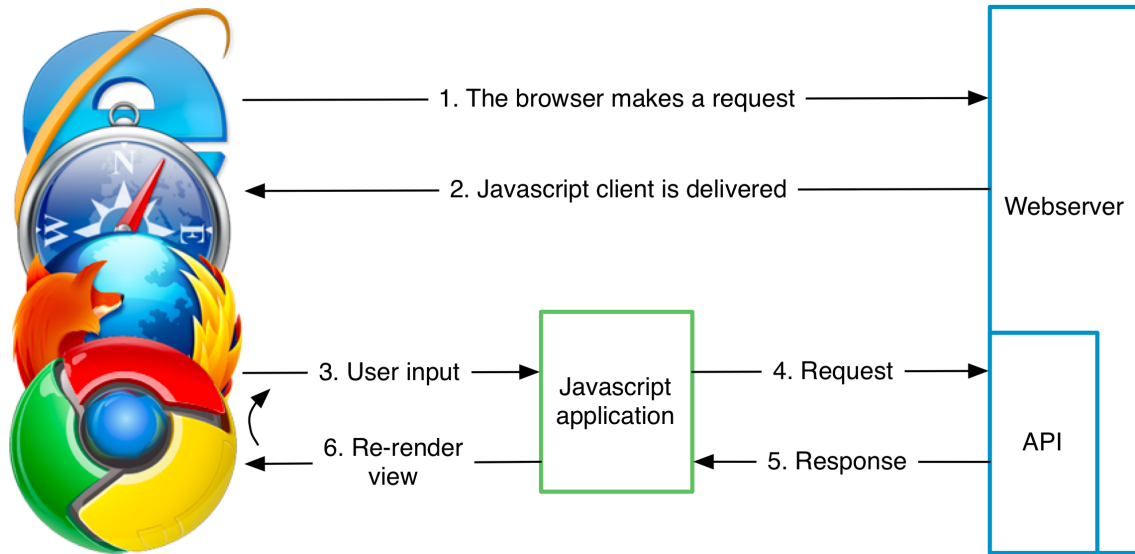 1. The browser makes a request
2. Javascript client is delivered
Webserver
3. User input
Javascript
application
4. Request
6. Re-render
view
5. Response
API
N
W
E